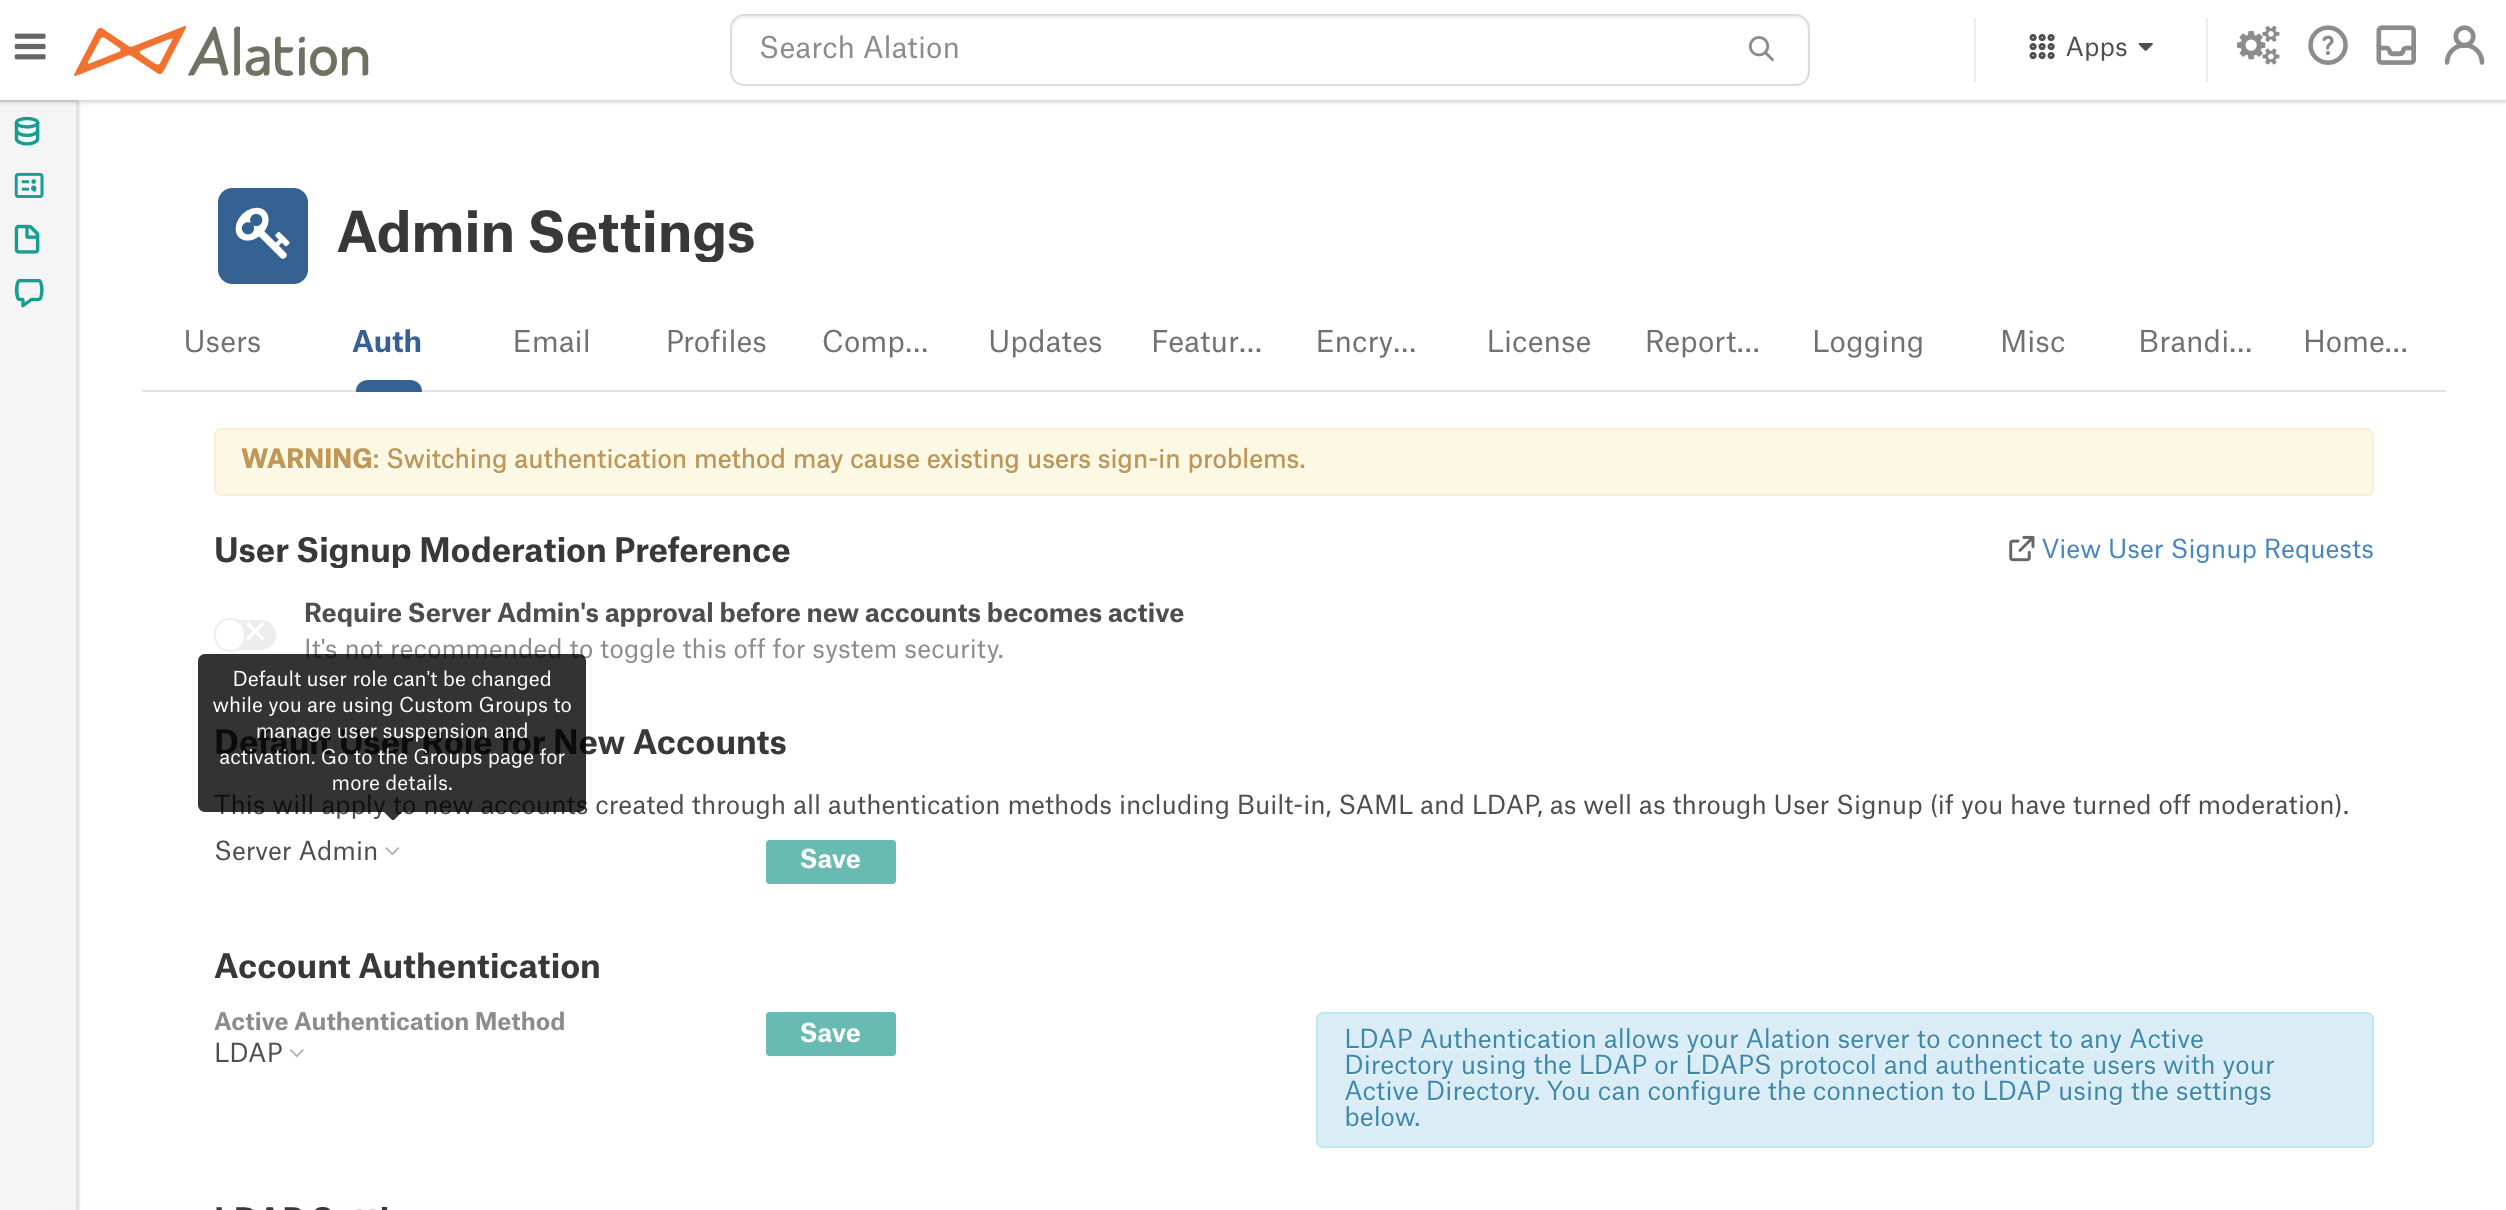 Alation
Search Alation
Apps
Admin Settings
Users
Auth
Email
Profiles
Comp...
Updates
Featur...
Encry...
License
Report...
Logging
Misc
Brandi...
Home...
WARNING: Switching authentication method may cause existing users sign-in problems.
User Signup Moderation Preference
View User Signup Requests
Require Server Admin's approval before new accounts becomes active
It's not recommended to toggle this off for system security.
Default user role can't be changed
while you are using Custom Groups to
manage user suspension and
activation. Go to the Groups page for
more details.
Default User Role for New Accounts
This will apply to new accounts created through all authentication methods including Built-in, SAML and LDAP, as well as through User Signup (if you have turned off moderation).
Server Admin
Save
Account Authentication
Active Authentication Method
LDAP
Save
LDAP Authentication allows your Alation server to connect to any Active
Directory using the LDAP or LDAPS protocol and authenticate users with your
Active Directory. You can configure the connection to LDAP using the settings
below.